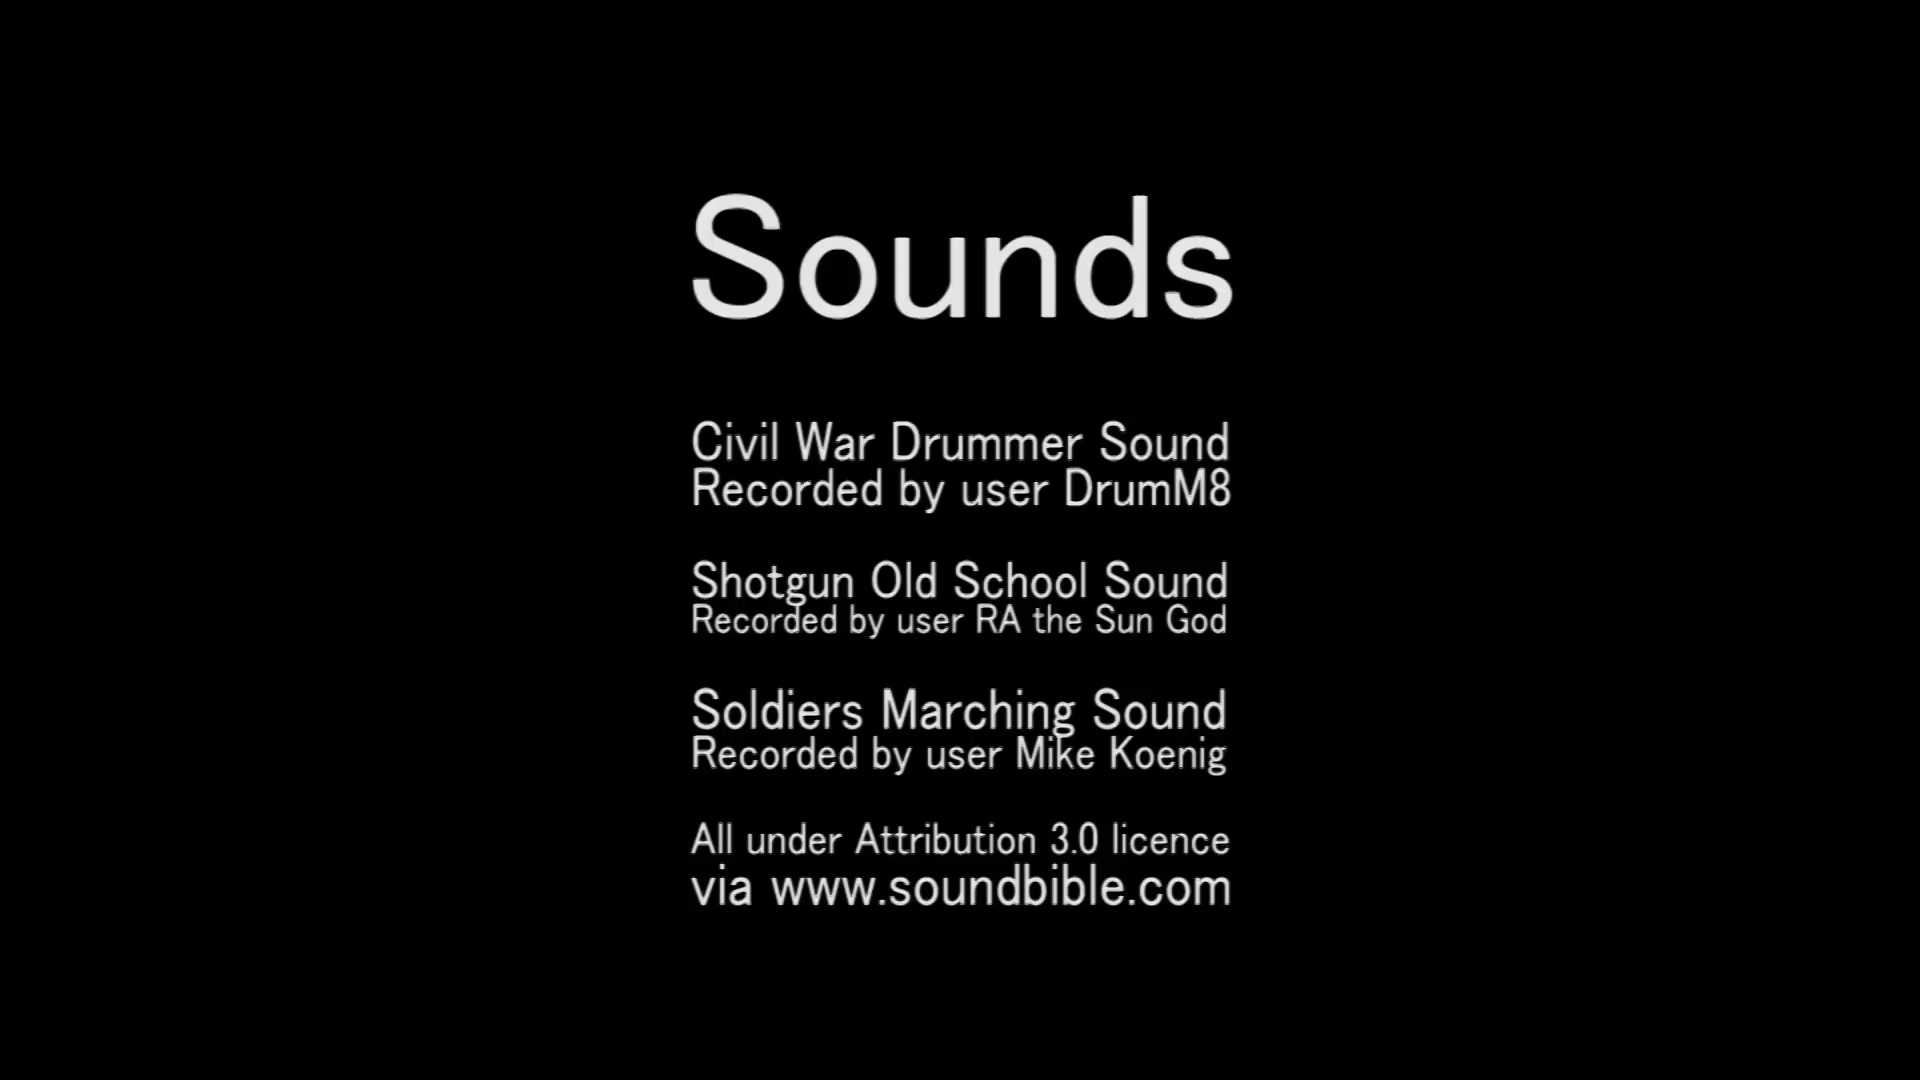 Sounds
Civil War Drummer Sound
Recorded by user DrumM8
Shotgun Old School Sound
Recorded by user RA the Sun God
Soldiers Marching Sound
Recorded by user Mike Koenig
All under Attribution 3.0 licence
via www.soundbible.com